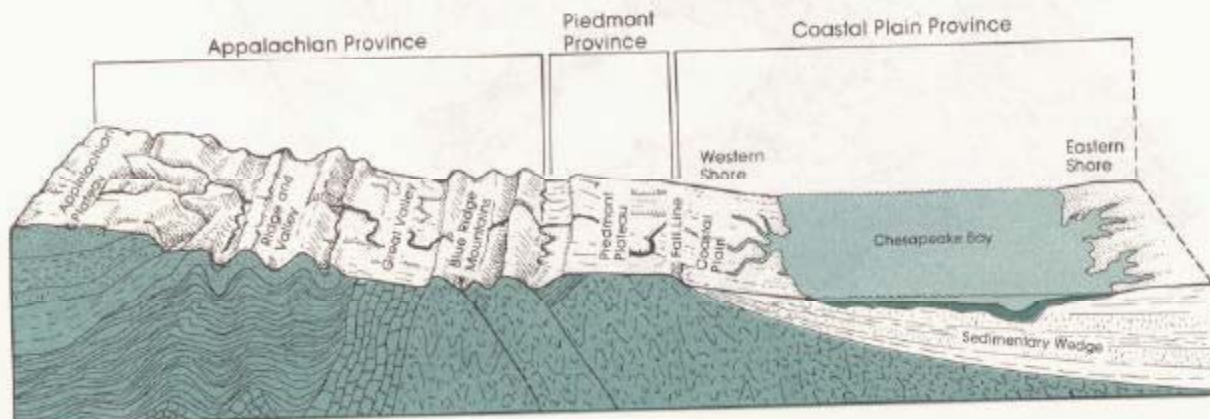 Appalachian Province
Piedmont
Province
Coastal Plain Province
Appalachian
Plateau
Ridge and
Valley
Great Valley
Blue Ridge
Mountains
Piedmont
Plateau
Fall Line
Coastal
Plain
Western
Shore
Chesapeake Bay
Eastern
Shore
Sedimentary Wedge